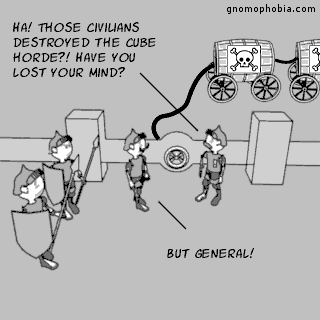 gnomophobia.com
HA! THOSE CIVILIANS
DESTROYED THE CUBE
HORDE?! HAVE YOU
LOST YOUR MIND?
BUT GENERAL!